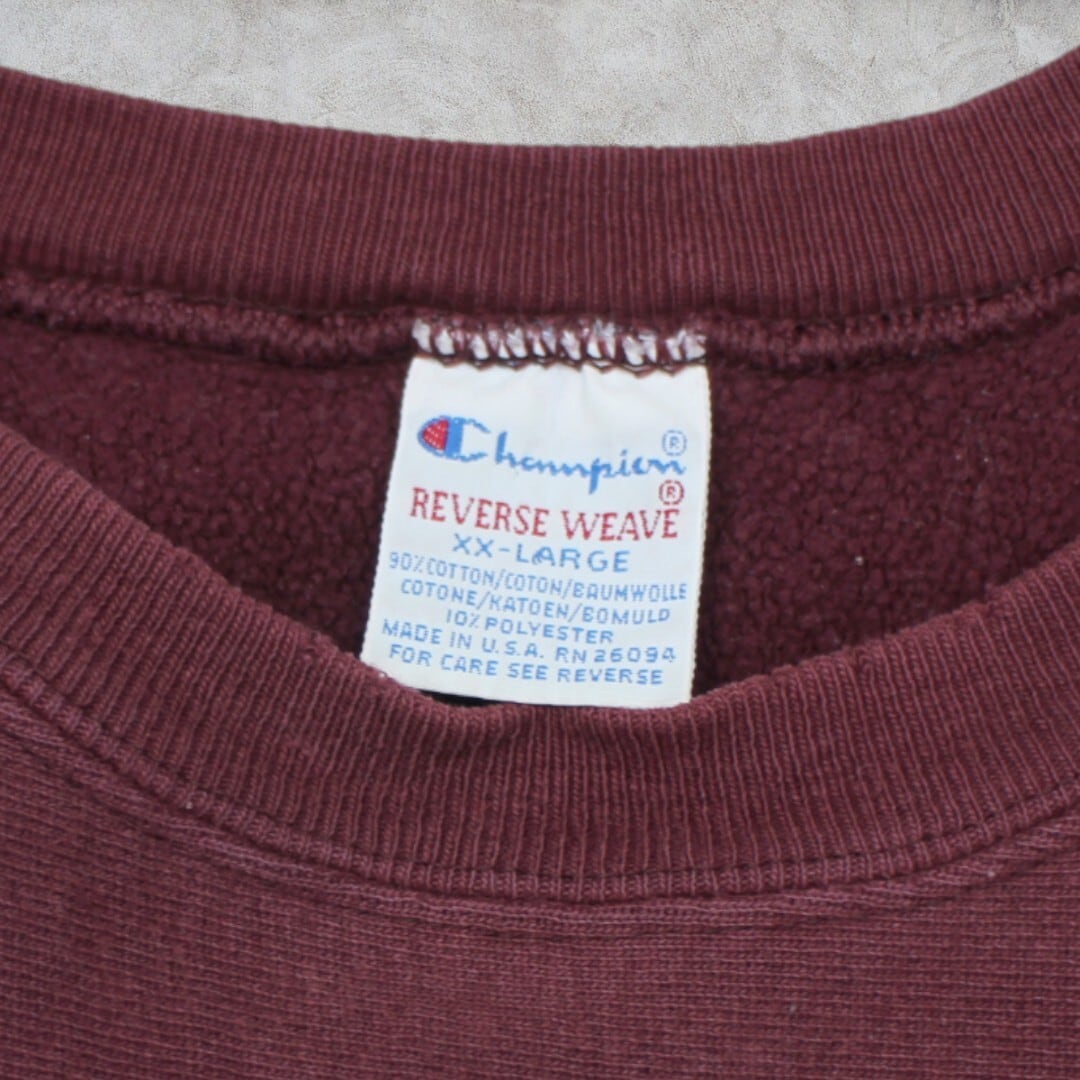 Champion ®
®
REVERSE WEAVE
XX-LARGE
90% COTTON/COTON/BAUMWOLLE
COTONE/KATOEN/BOMULD
10% POLYESTER
MADE IN U.S.A. RN 26094
FOR CARE SEE REVERSE